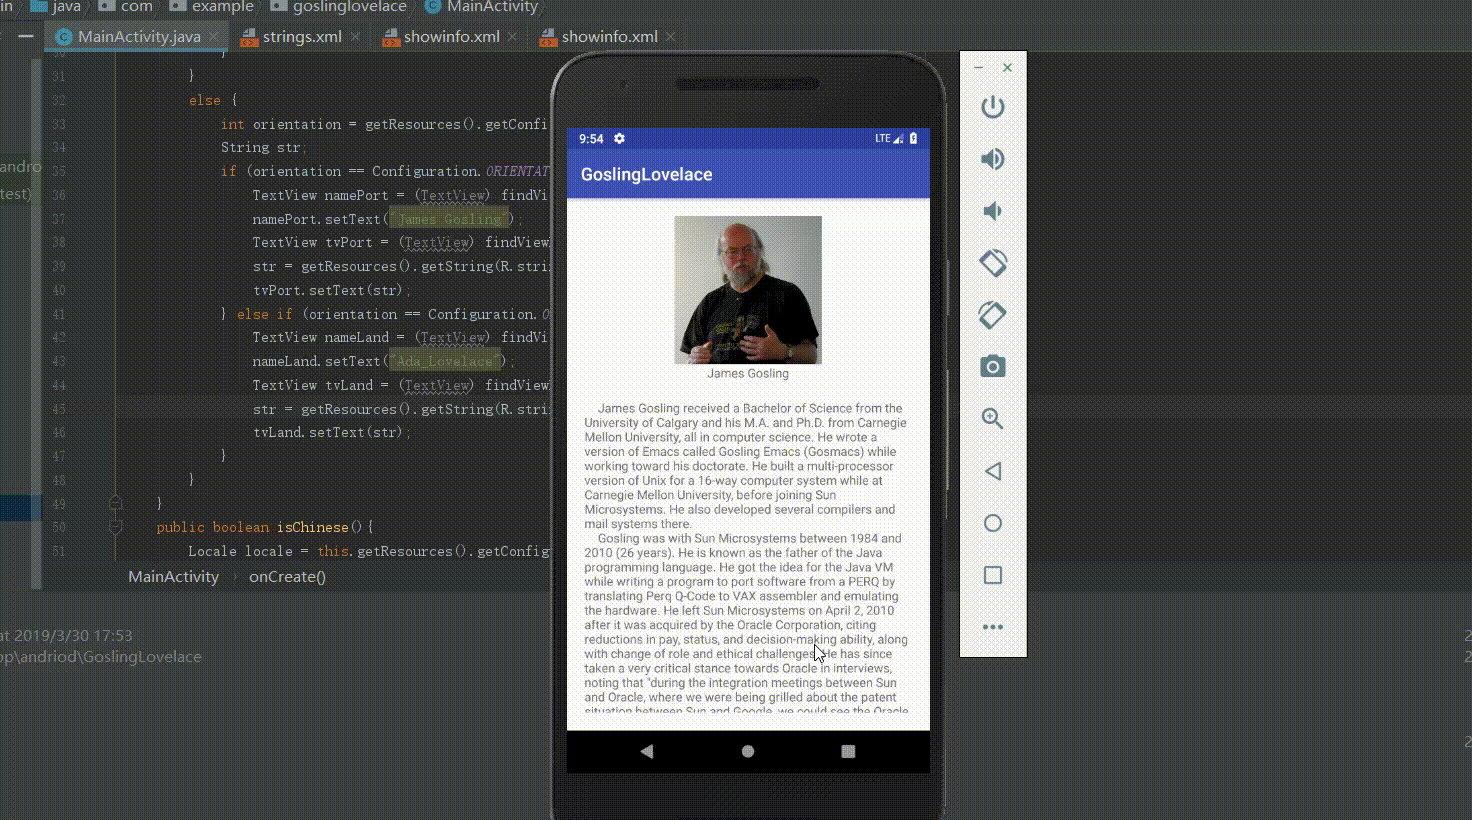 in java com example goslinglovelace MainActivity
MainActivity.java strings.xml showinfo.xml showinfo.xml
30 }
31 }
32 else {
33 int orientation = getResources().getConfi
34 String str;
35 if (orientation == Configuration.ORIENTAT
36 TextView namePort = (TextView) findVi
37 namePort.setText("James Gosling");
38 TextView tvPort = (TextView) findView
39 str = getResources().getString(R.stri
40 tvPort.setText(str);
41 } else if (orientation == Configuration.O
42 TextView nameLand = (TextView) findVi
43 nameLand.setText("Ada_Lovelace");
44 TextView tvLand = (TextView) findView
45 str = getResources().getString(R.stri
46 tvLand.setText(str);
47 }
48 }
49 }
50 public boolean isChinese(){
51 Locale locale = this.getResources().getConfig
MainActivity onCreate()
andro
test)
at 2019/3/30 17:53
op\andriod\GoslingLovelace
9:54 LTE
GoslingLovelace
James Gosling
James Gosling received a Bachelor of Science from the
University of Calgary and his M.A. and Ph.D. from Carnegie
Mellon University, all in computer science. He wrote a
version of Emacs called Gosling Emacs (Gosmacs) while
working toward his doctorate. He built a multi-processor
version of Unix for a 16-way computer system while at
Carnegie Mellon University, before joining Sun
Microsystems. He also developed several compilers and
mail systems there.
Gosling was with Sun Microsystems between 1984 and
2010 (26 years). He is known as the father of the Java
programming language. He got the idea for the Java VM
while writing a program to port software from a PERQ by
translating Perq Q-Code to VAX assembler and emulating
the hardware. He left Sun Microsystems on April 2, 2010
after it was acquired by the Oracle Corporation, citing
reductions in pay, status, and decision-making ability, along
with change of role and ethical challenges. He has since
taken a very critical stance towards Oracle in interviews,
noting that "during the integration meetings between Sun
and Oracle, where we were being grilled about the patent
situation between Sun and Google, we could see the Oracle
2
2
2